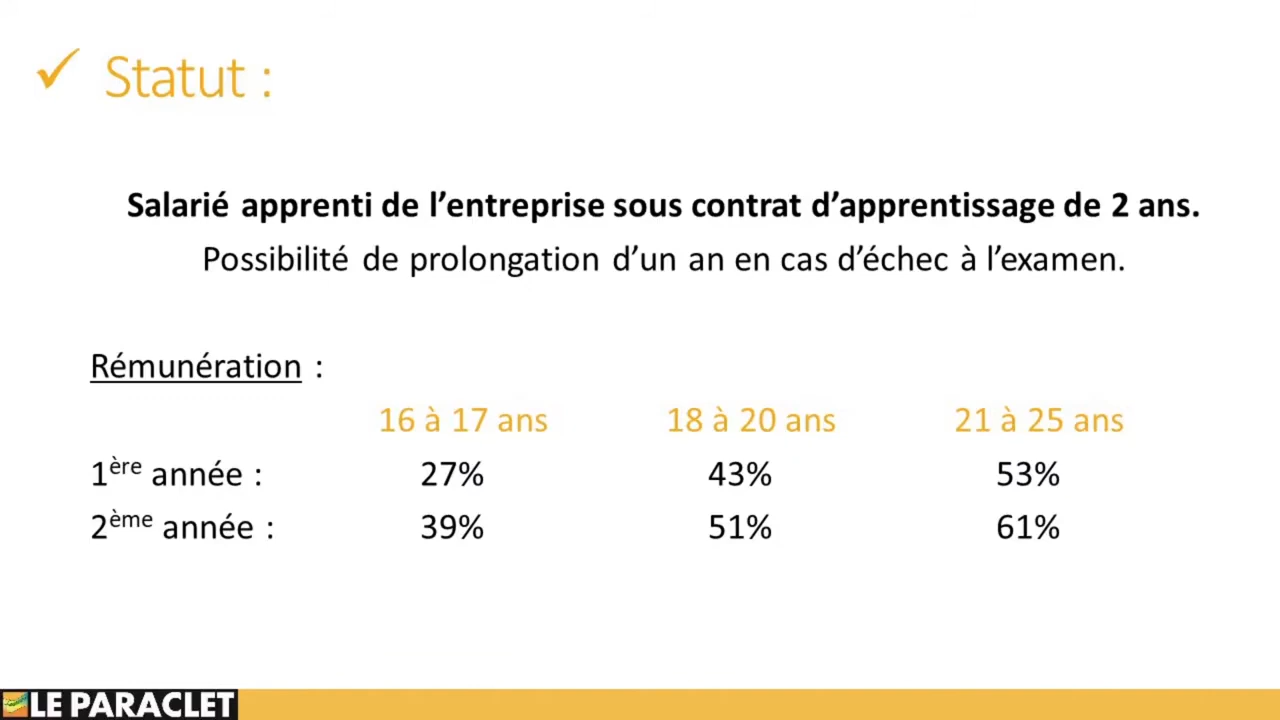 ✓ Statut :
Salarié apprenti de l’entreprise sous contrat d’apprentissage de 2 ans.
Possibilité de prolongation d’un an en cas d’échec à l’examen.
Rémunération :
16 à 17 ans 18 à 20 ans 21 à 25 ans
1ère année : 27% 43% 53%
2ème année : 39% 51% 61%
LE PARACLET